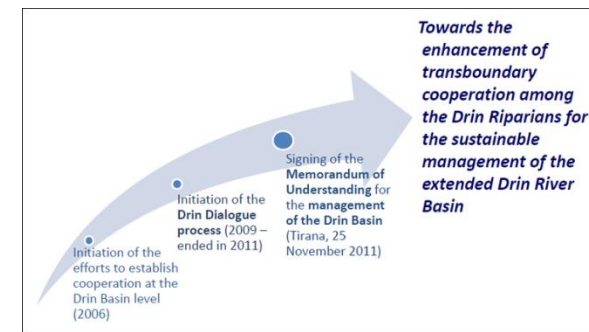 Towards the
enhancement of
transboundary
cooperation among
the Drin Riparians for
the sustainable
management of the
extended Drin River
Basin
Signing of the
Memorandum of
Understanding for
the management
of the Drin Basin
(Tirana, 25
November 2011)
Initiation of the
Drin Dialogue
process (2009 –
ended in 2011)
Initiation of the
efforts to establish
cooperation at the
Drin Basin level
(2006)